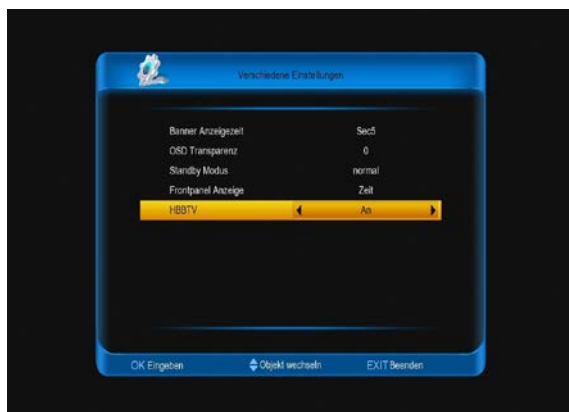 Verschiedene Einstellungen
Banner Anzeigezeit Sec5
OSD Transparenz 0
Standby Modus normal
Frontpanel Anzeige Zeit
HBBTV An
OK Eingeben Objekt wechseln EXIT Beenden